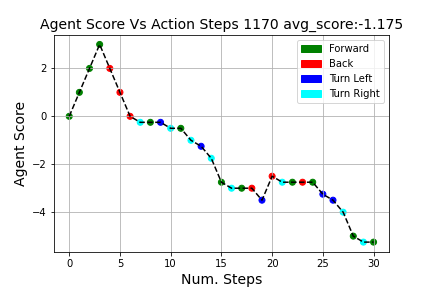 Agent Score Vs Action Steps 1170 avg_score:-1.175
Forward
Back
Turn Left
Turn Right
2
0
−2
−4
Agent Score
0 5 10 15 20 25 30
Num. Steps